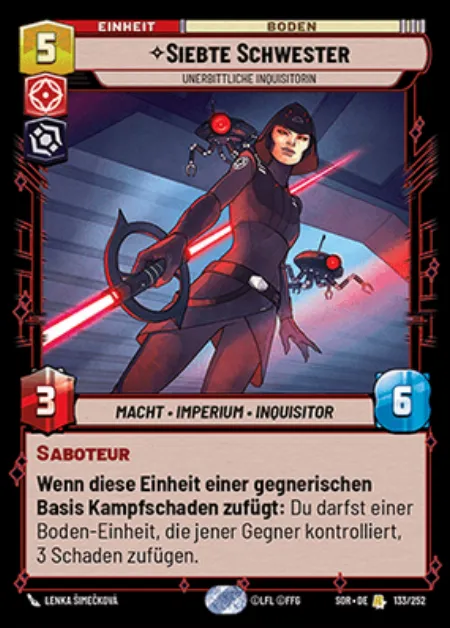 EINHEIT
BODEN
5
SIEBTE SCHWESTER
UNERBITTLICHE INQUISITORIN
3
MACHT • IMPERIUM • INQUISITOR
6
SABOTEUR
Wenn diese Einheit einer gegnerischen
Basis Kampfschaden zufügt: Du darfst einer
Boden-Einheit, die jener Gegner kontrolliert,
3 Schaden zufügen.
LENKA ŠIMEČKOVÁ
©LFL ©FFG
SOR • DE
R
133/252